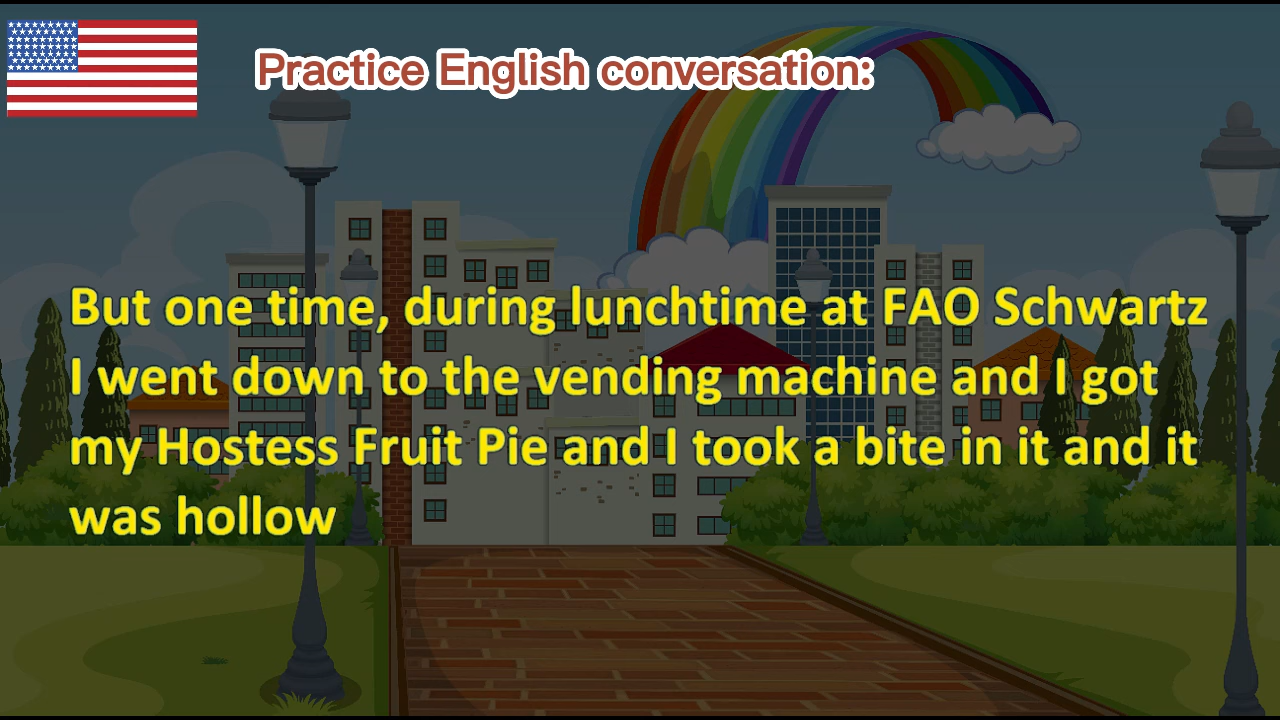 Practice English conversation:
But one time, during lunchtime at FAO Schwartz
I went down to the vending machine and I got
my Hostess Fruit Pie and I took a bite in it and it
was hollow